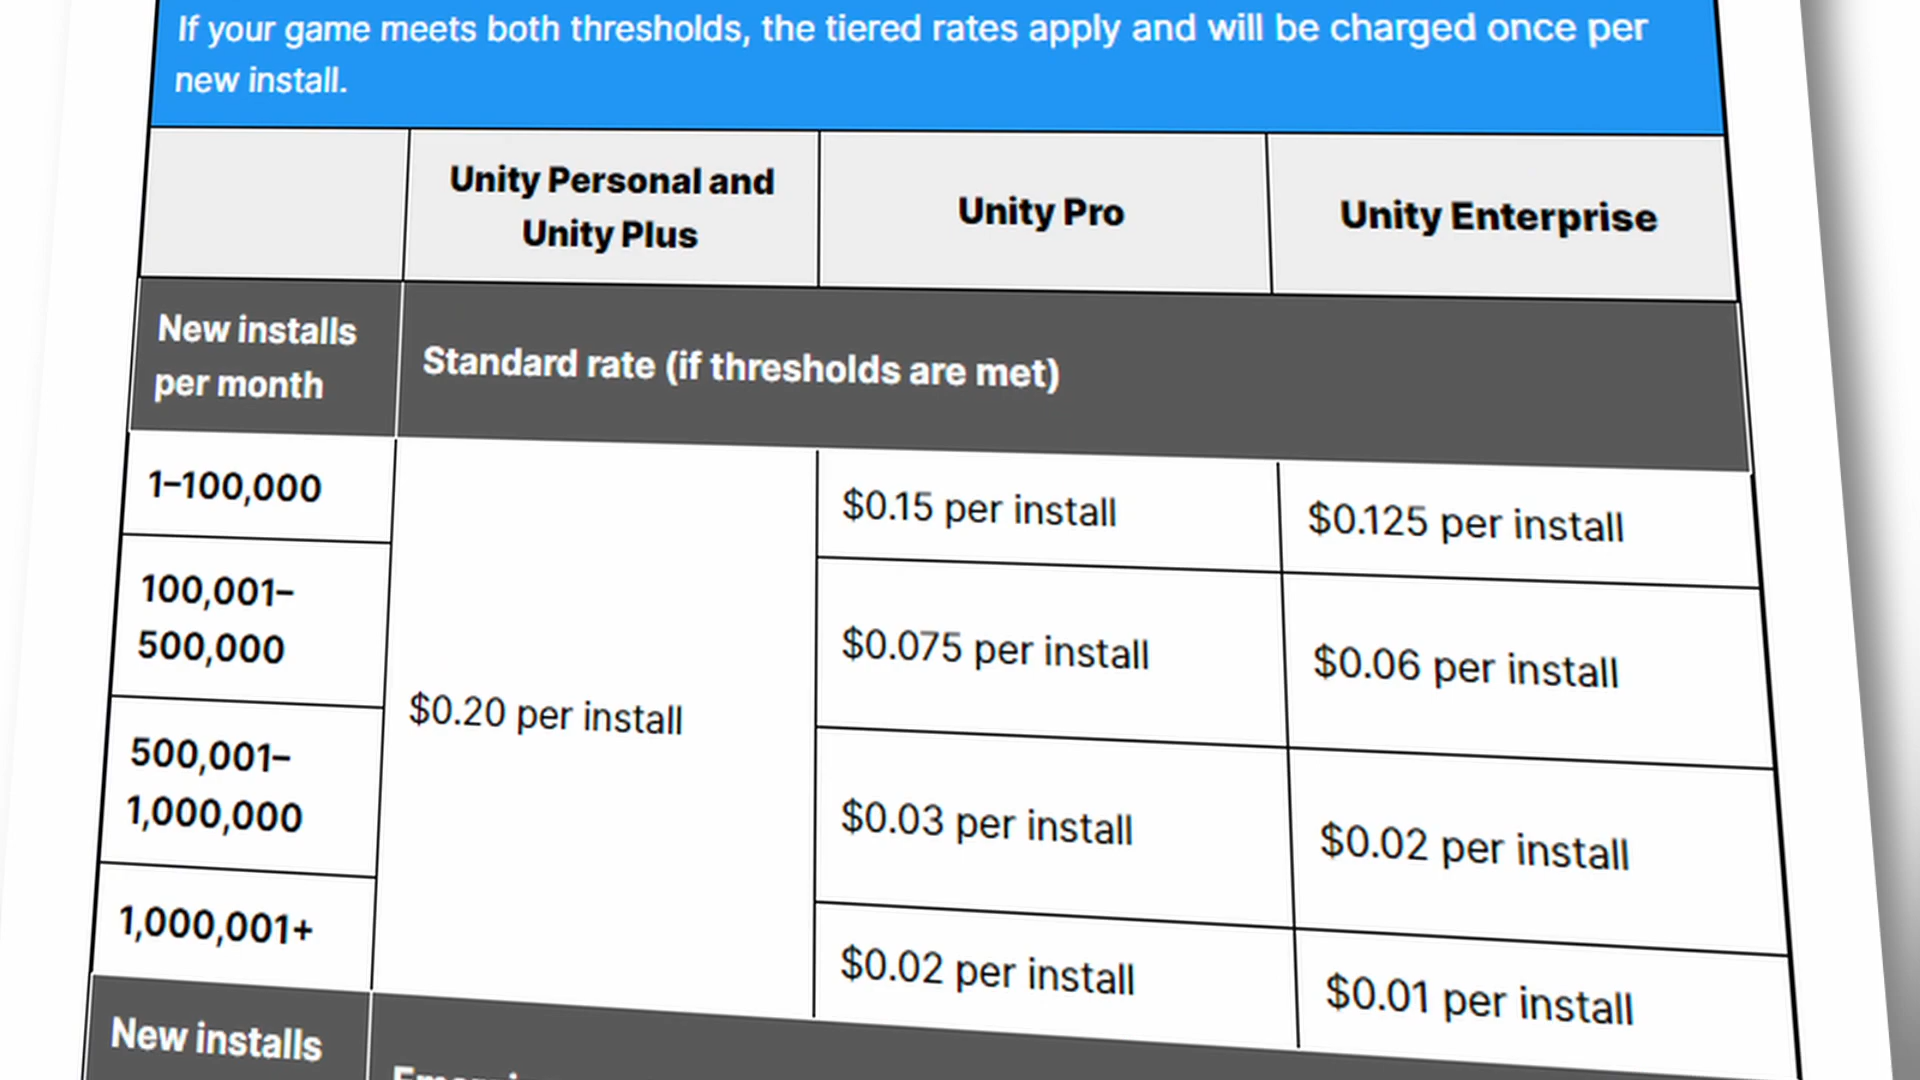 If your game meets both thresholds, the tiered rates apply and will be charged once per
new install.
Unity Personal and
Unity Plus
Unity Pro
Unity Enterprise
New installs
per month
Standard rate (if thresholds are met)
1–100,000
$0.15 per install
$0.125 per install
100,001–
500,000
$0.075 per install
$0.06 per install
$0.20 per install
500,001–
1,000,000
$0.03 per install
$0.02 per install
1,000,001+
$0.02 per install
$0.01 per install
New installs